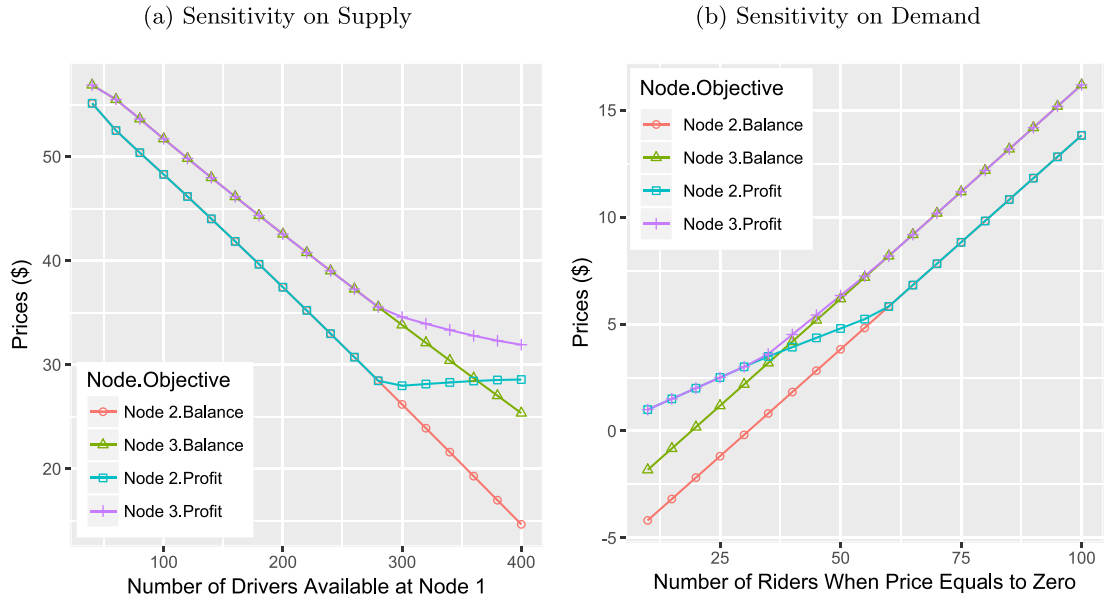 (a) Sensitivity on Supply
50
40
30
20
Prices ($)
Node.Objective
Node 2.Balance
Node 3.Balance
Node 2.Profit
Node 3.Profit
100 200 300 400
Number of Drivers Available at Node 1
(b) Sensitivity on Demand
15
10
5
0
-5
Prices ($)
Node.Objective
Node 2.Balance
Node 3.Balance
Node 2.Profit
Node 3.Profit
25 50 75 100
Number of Riders When Price Equals to Zero